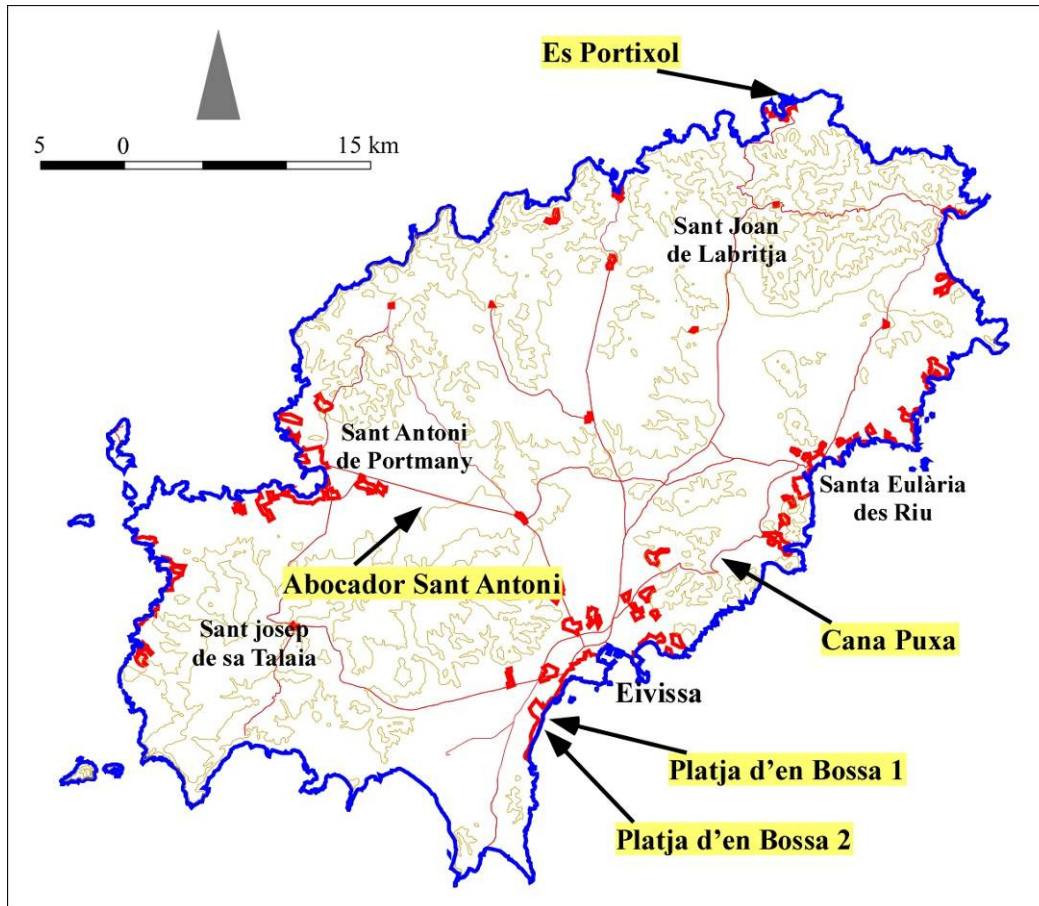 Es Portixol
5 0 15 km
Sant Joan
de Labritja
Sant Antoni
de Portmany
Santa Eulària
des Riu
Abocador Sant Antoni
Sant josep
de sa Talaia
Cana Puxa
Eivissa
Platja d’en Bossa 1
Platja d’en Bossa 2